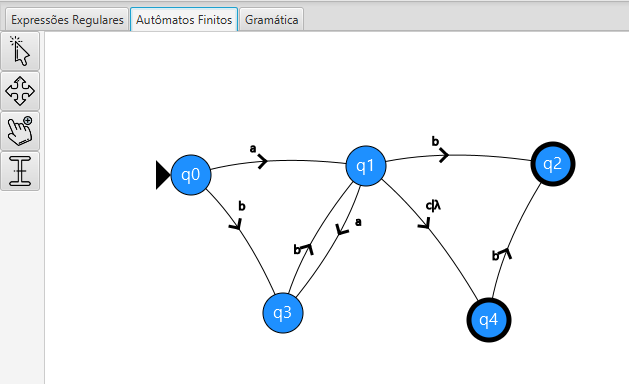 Expressões Regulares Autômatos Finitos Gramática
b
a
q0 q1 q2
b a c|λ
b b
q3 q4